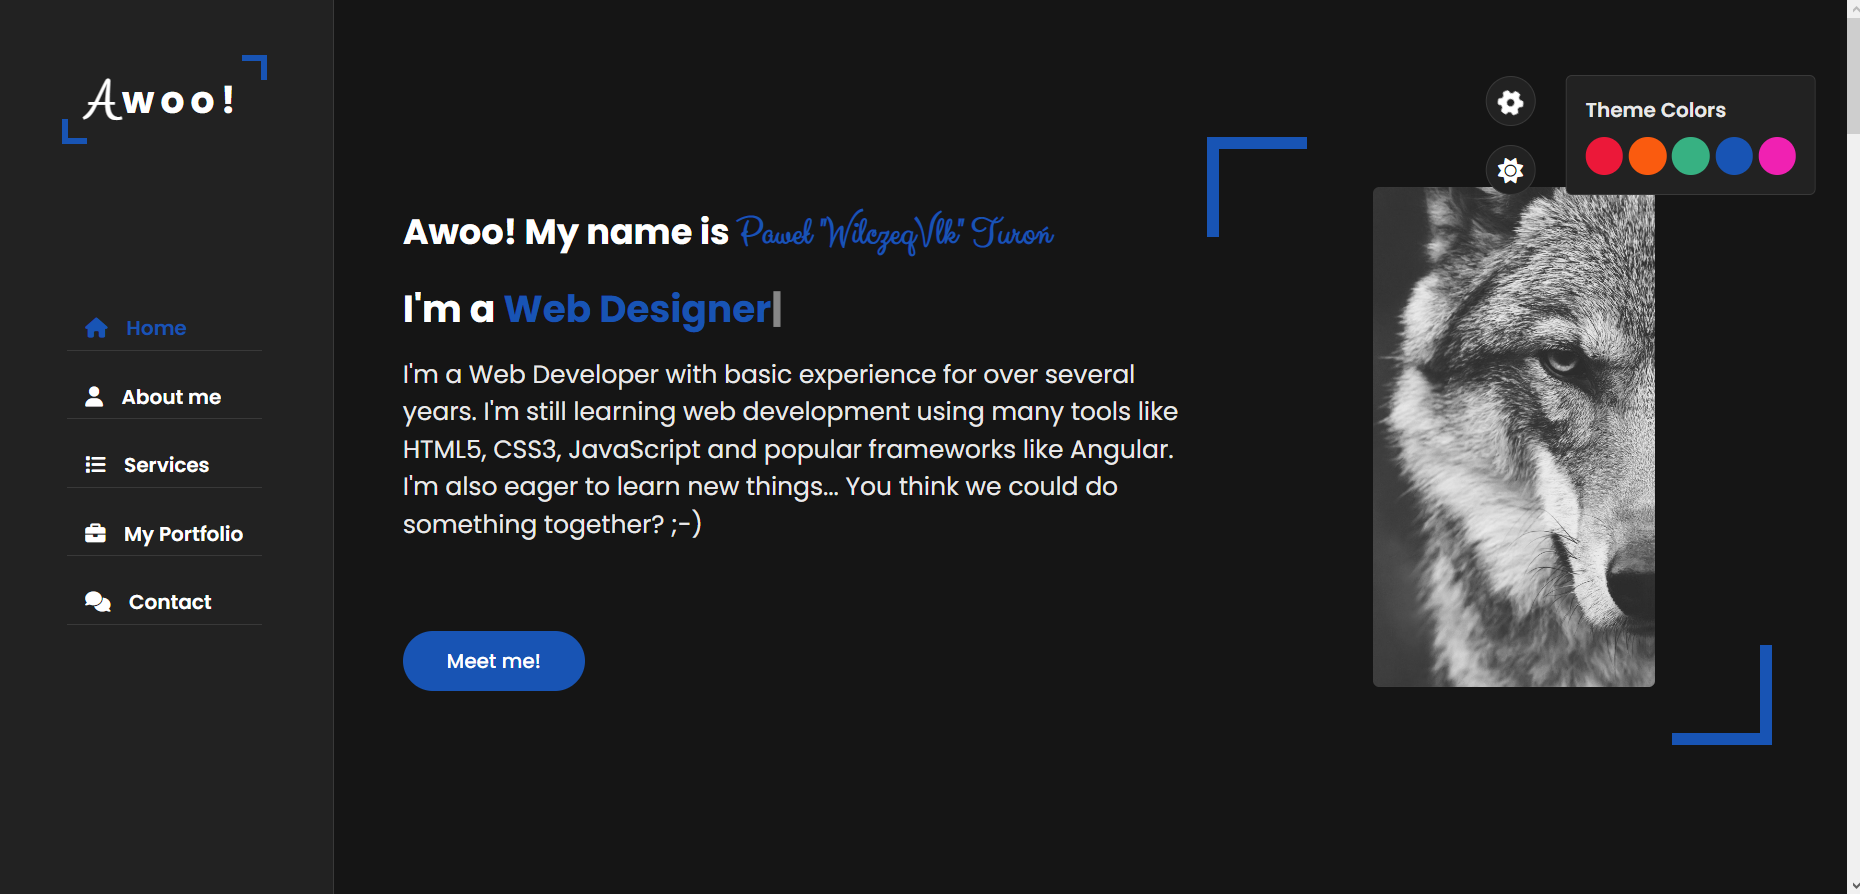 Awoo!
Home
About me
Services
My Portfolio
Contact
Theme Colors
Awoo! My name is Paweł "WilczeqVlk" Turoń
I'm a Web Designer
I'm a Web Developer with basic experience for over several
years. I'm still learning web development using many tools like
HTML5, CSS3, JavaScript and popular frameworks like Angular.
I'm also eager to learn new things... You think we could do
something together? ;-)
Meet me!